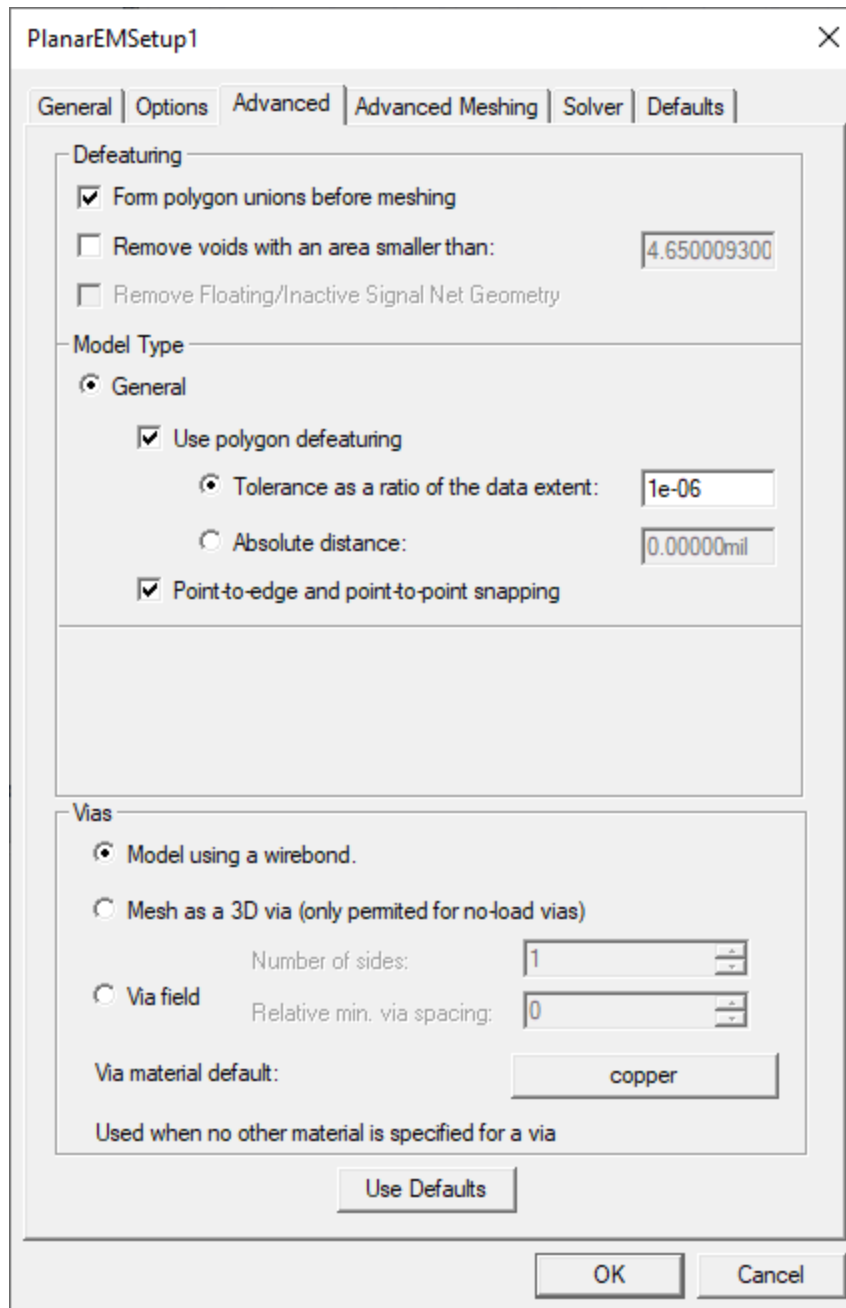 PlanarEMSetup1
General Options Advanced Advanced Meshing Solver Defaults
Defeaturing
Form polygon unions before meshing
Remove voids with an area smaller than: 4.650009300
Remove Floating/Inactive Signal Net Geometry
Model Type
General
Use polygon defeaturing
Tolerance as a ratio of the data extent: 1e-06
Absolute distance: 0.00000mil
Point-to-edge and point-to-point snapping
Vias
Model using a wirebond.
Mesh as a 3D via (only permited for no-load vias)
Number of sides: 1
Via field
Relative min. via spacing: 0
Via material default: copper
Used when no other material is specified for a via
Use Defaults
OK Cancel